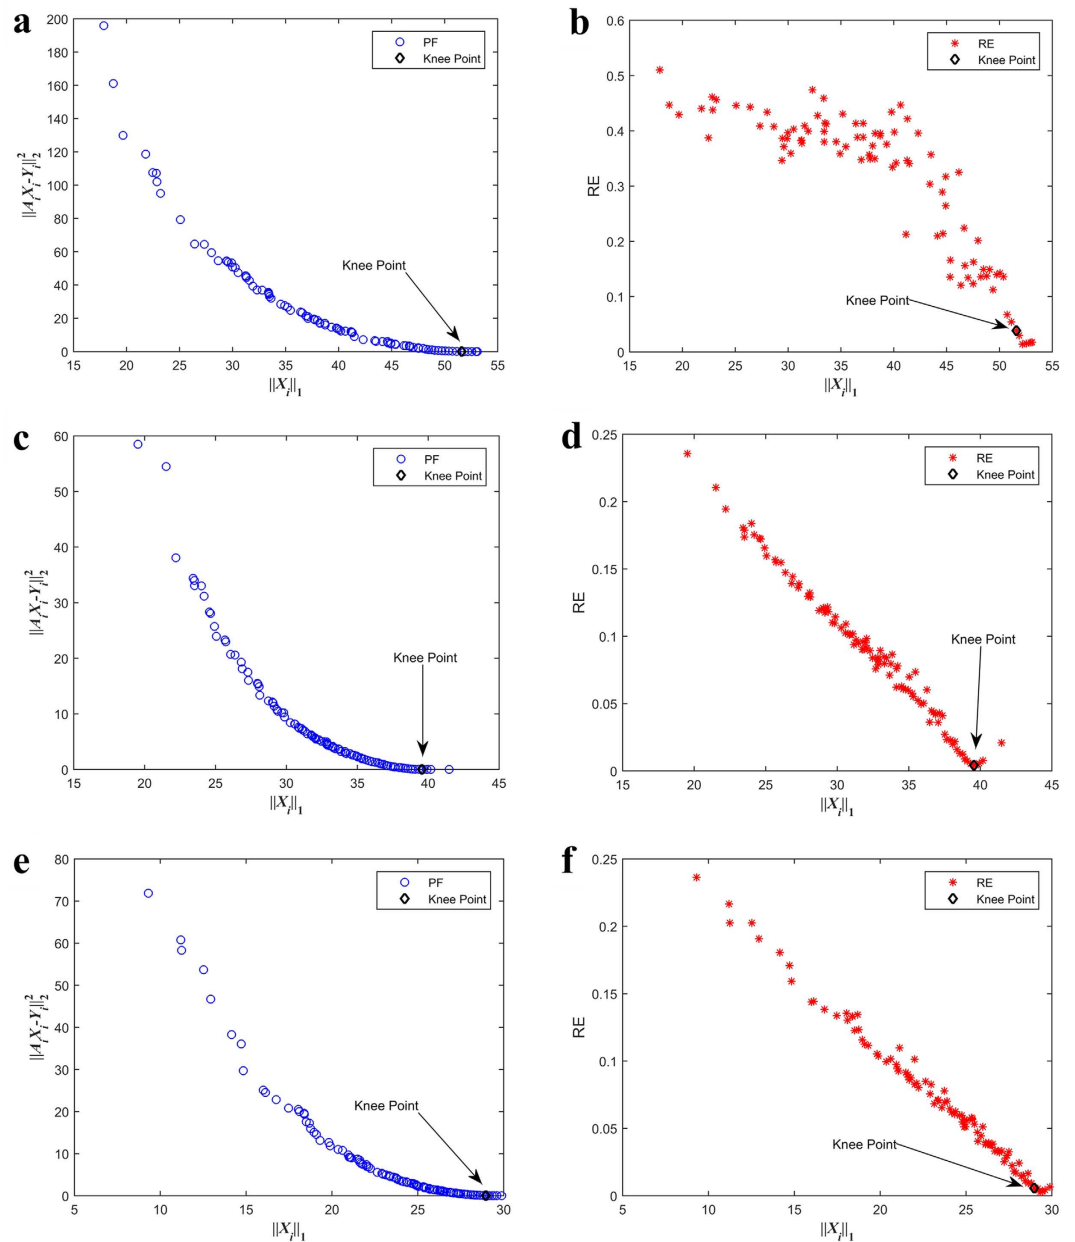 a
200
180
160
140
120
100
80
60
40
20
0
15 20 25 30 35 40 45 50 55
||A_iX_i-Y_i||_2^2
||X_i||_1
PF
Knee Point
Knee Point
b
0.6
0.5
0.4
0.3
0.2
0.1
0
15 20 25 30 35 40 45 50 55
RE
||X_i||_1
RE
Knee Point
Knee Point
c
60
50
40
30
20
10
0
15 20 25 30 35 40 45
||A_iX_i-Y_i||_2^2
||X_i||_1
PF
Knee Point
Knee Point
d
0.25
0.2
0.15
0.1
0.05
0
15 20 25 30 35 40 45
RE
||X_i||_1
RE
Knee Point
Knee Point
e
80
70
60
50
40
30
20
10
0
5 10 15 20 25 30
||A_iX_i-Y_i||_2^2
||X_i||_1
PF
Knee Point
Knee Point
f
0.25
0.2
0.15
0.1
0.05
0
5 10 15 20 25 30
RE
||X_i||_1
RE
Knee Point
Knee Point